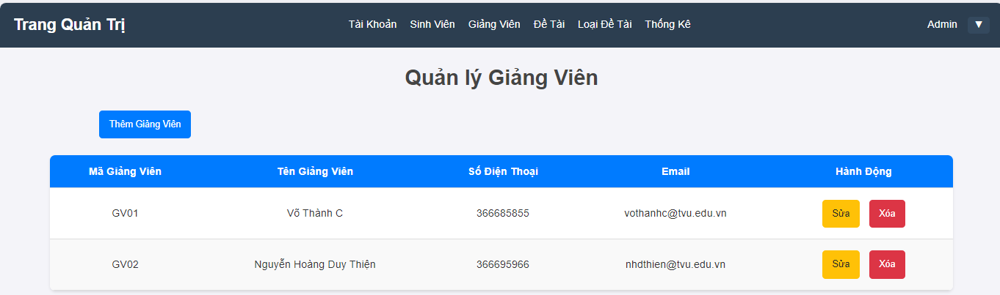 Trang Quản Trị Tài Khoản Sinh Viên Giảng Viên Đề Tài Loại Đề Tài Thống Kê Admin ▼
Quản lý Giảng Viên
Thêm Giảng Viên
Mã Giảng Viên Tên Giảng Viên Số Điện Thoại Email Hành Động
GV01 Võ Thành C 366685855 vothanhc@tvu.edu.vn Sửa Xóa
GV02 Nguyễn Hoàng Duy Thiện 366695966 nhdthien@tvu.edu.vn Sửa Xóa